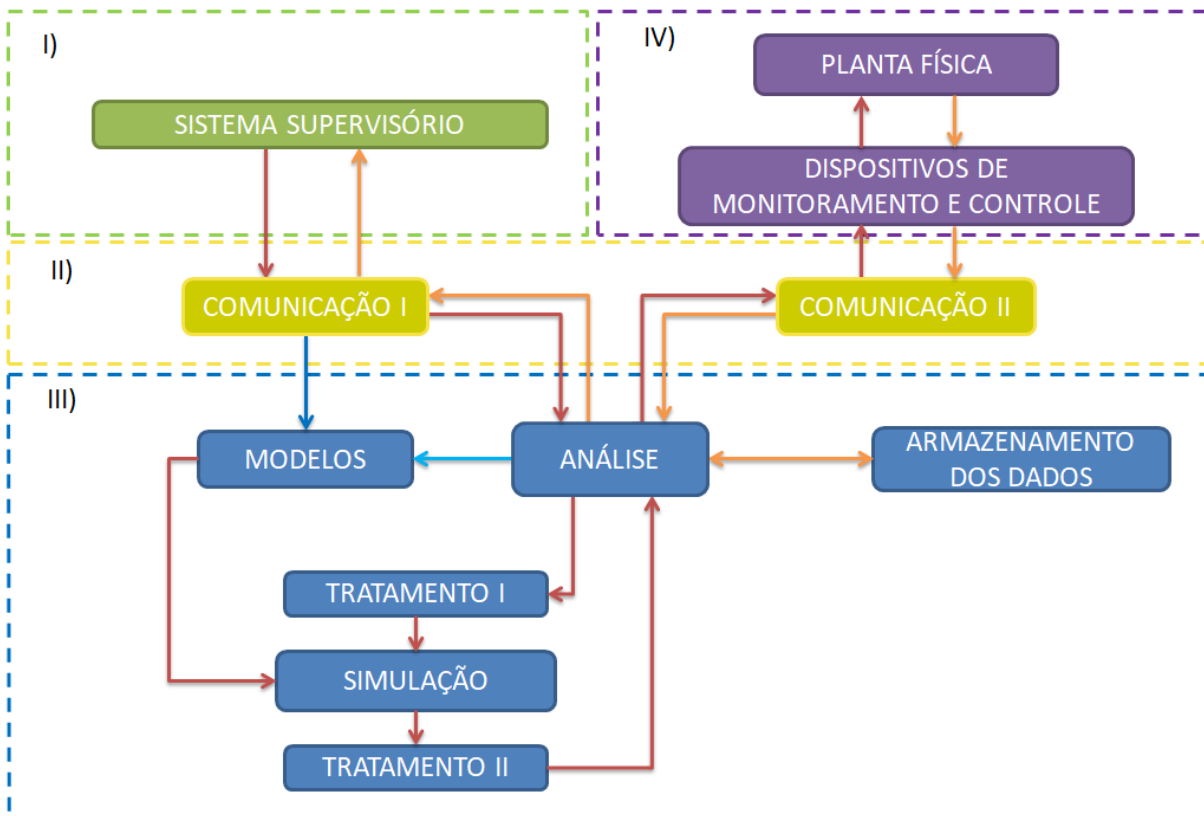 I)
SISTEMA SUPERVISÓRIO
IV)
PLANTA FÍSICA
DISPOSITIVOS DE
MONITORAMENTO E CONTROLE
II)
COMUNICAÇÃO I
COMUNICAÇÃO II
III)
MODELOS
ANÁLISE
ARMAZENAMENTO
DOS DADOS
TRATAMENTO I
SIMULAÇÃO
TRATAMENTO II